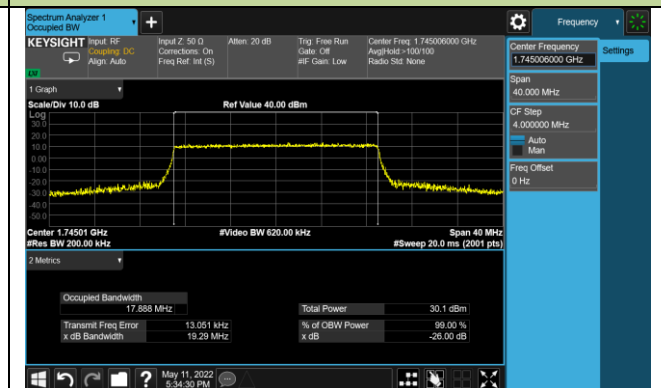 Spectrum Analyzer 1
Occupied BW
+
Frequency
KEYSIGHT
Input: RF
Coupling: DC
Align: Auto
Input Z: 50 Ω
Corrections: On
Freq Ref: Int (S)
Atten: 20 dB
Trig: Free Run
Gate: Off
#IF Gain: Low
Center Freq: 1.745006000 GHz
Avg|Hold:>100/100
Radio Std: None
Center Frequency
1.745006000 GHz
Settings
Span
40.000 MHz
CF Step
4.000000 MHz
Auto
Man
Freq Offset
0 Hz
1 Graph
Scale/Div 10.0 dB
Ref Value 40.00 dBm
Log
30.0
20.0
10.0
0.00
-10.0
-20.0
-30.0
-40.0
-50.0
Center 1.74501 GHz
#Video BW 620.00 kHz
Span 40 MHz
#Res BW 200.00 kHz
#Sweep 20.0 ms (2001 pts)
2 Metrics
Occupied Bandwidth
17.888 MHz
Total Power
30.1 dBm
Transmit Freq Error
13.051 kHz
% of OBW Power
99.00 %
x dB Bandwidth
19.29 MHz
x dB
-26.00 dB
?
May 11, 2022
5:34:30 PM